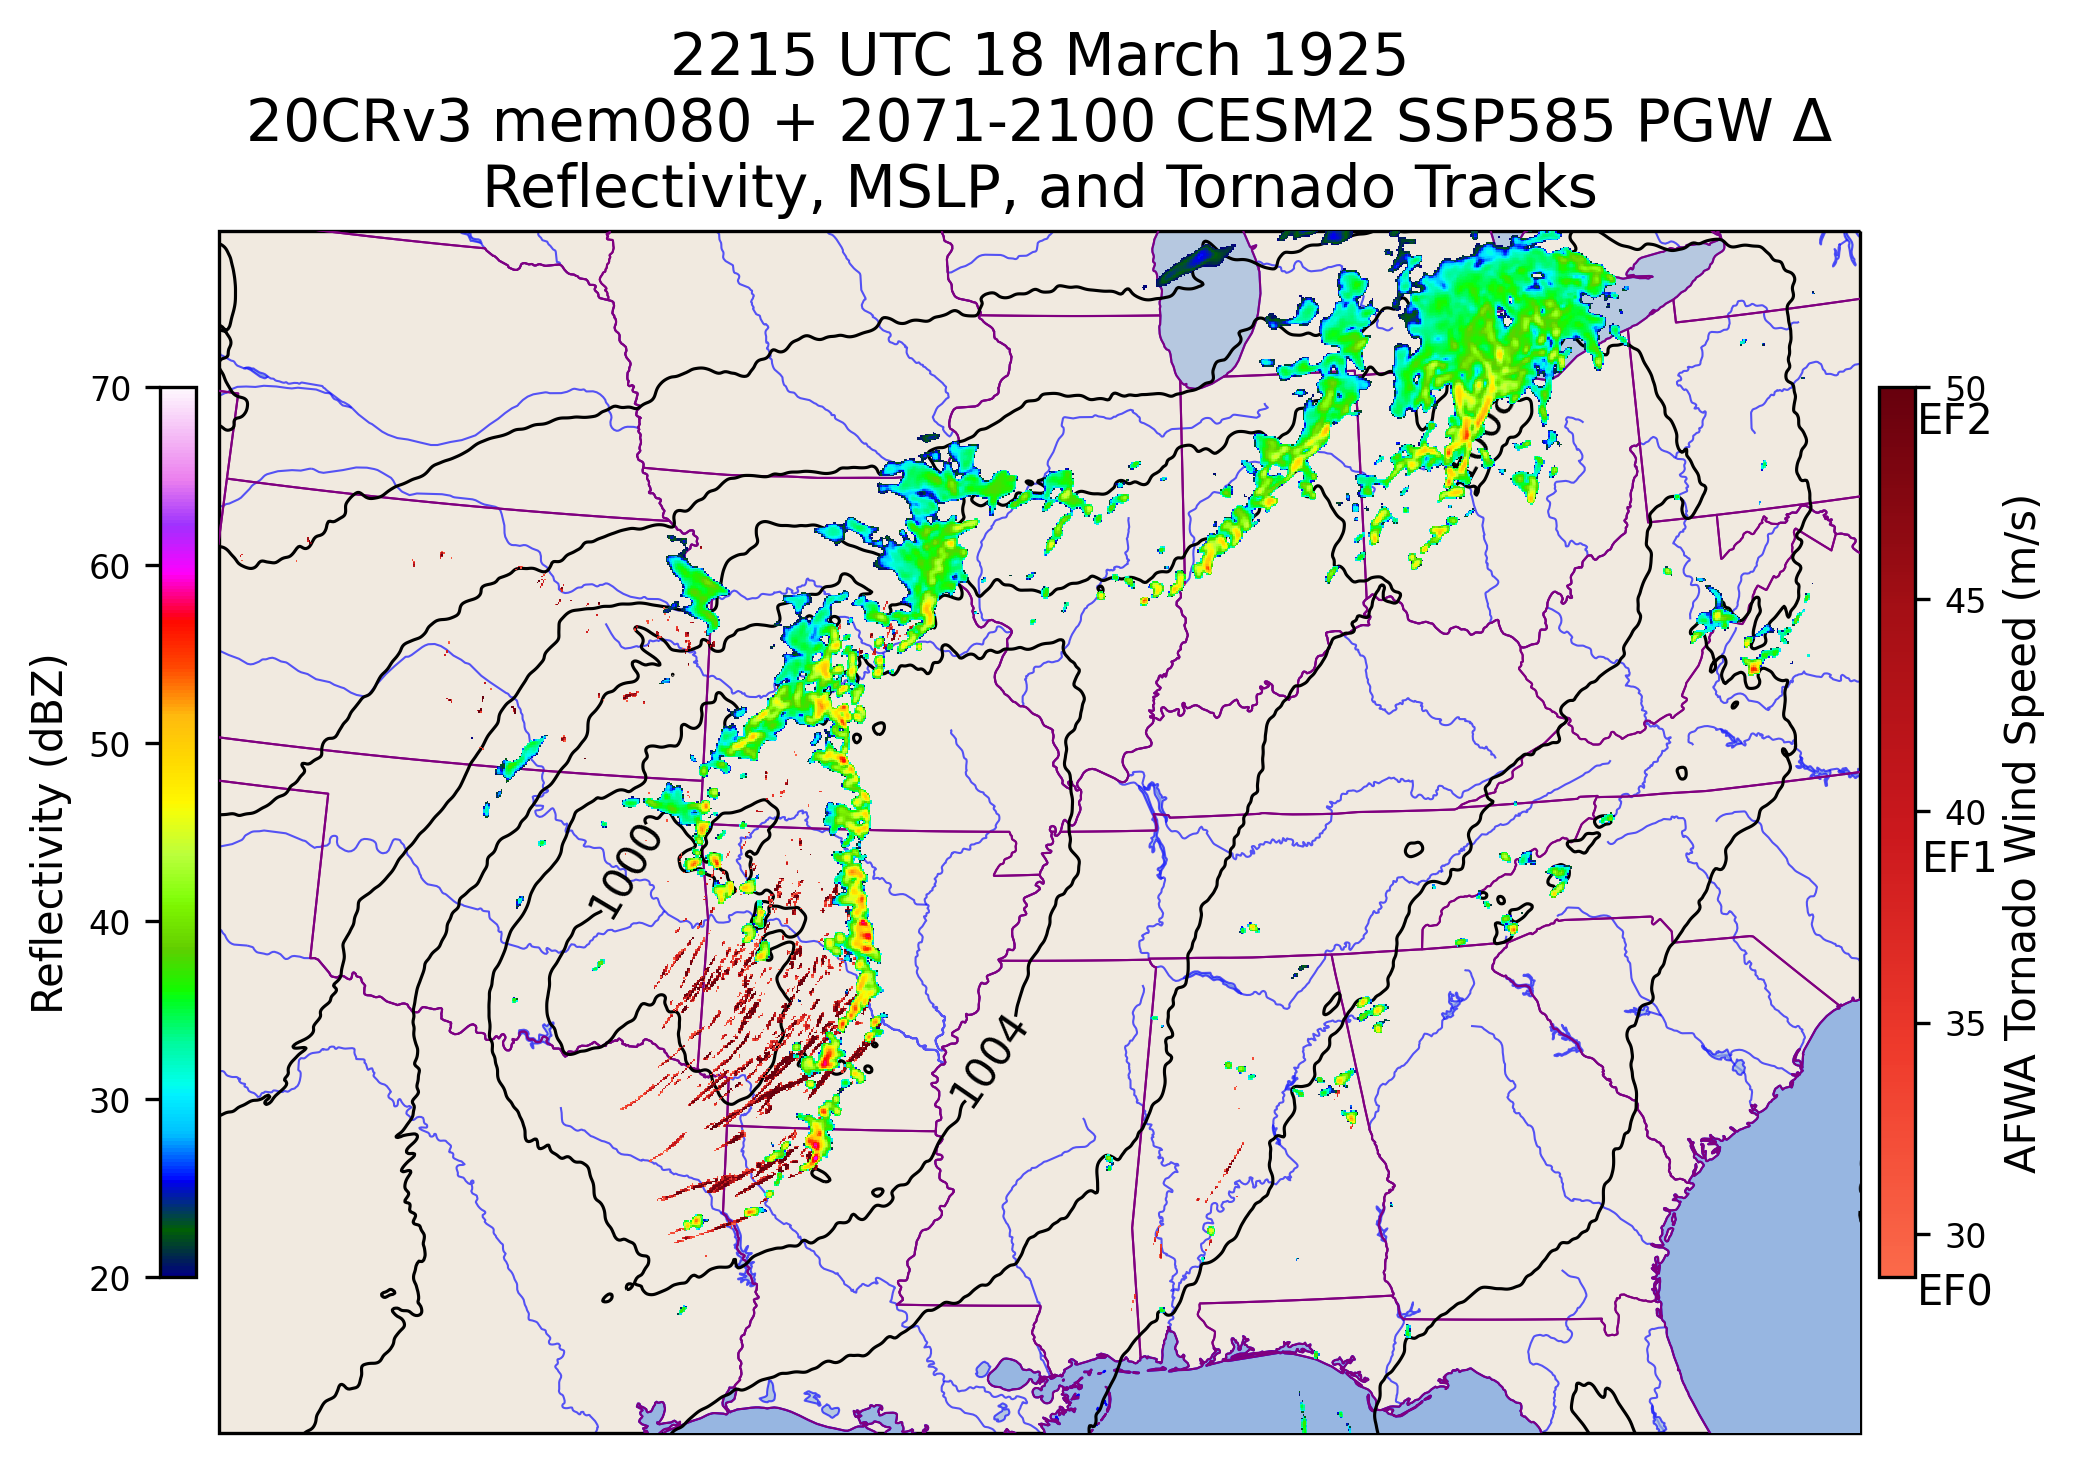 2215 UTC 18 March 1925
20CRv3 mem080 + 2071-2100 CESM2 SSP585 PGW Δ
Reflectivity, MSLP, and Tornado Tracks
70
60
50
40
30
20
Reflectivity (dBZ)
1000
1004
50
EF2
45
40
EF1
35
30
EF0
AFWA Tornado Wind Speed (m/s)